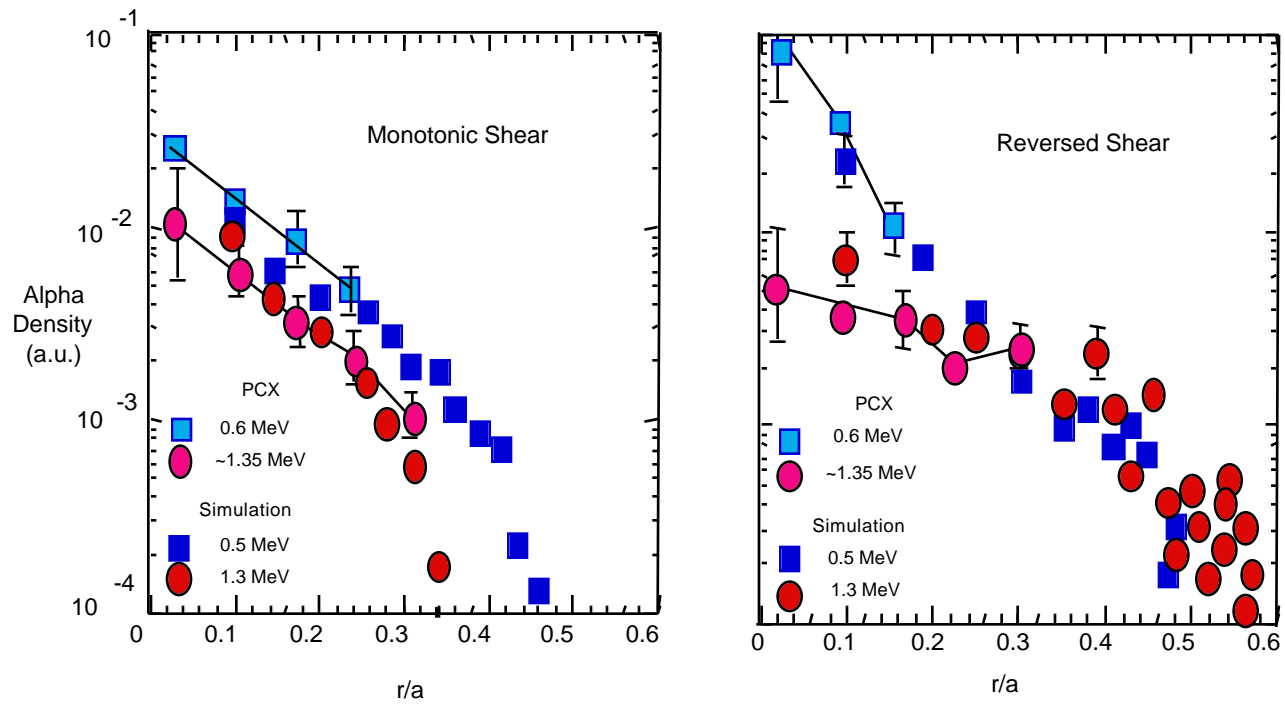 10 -1
10 -2
10 -3
10 -4
Alpha
Density
(a.u.)
Monotonic Shear
PCX
0.6 MeV
~1.35 MeV
Simulation
0.5 MeV
1.3 MeV
0 0.1 0.2 0.3 0.4 0.5 0.6
r/a
Reversed Shear
PCX
0.6 MeV
~1.35 MeV
Simulation
0.5 MeV
1.3 MeV
0 0.1 0.2 0.3 0.4 0.5 0.6
r/a